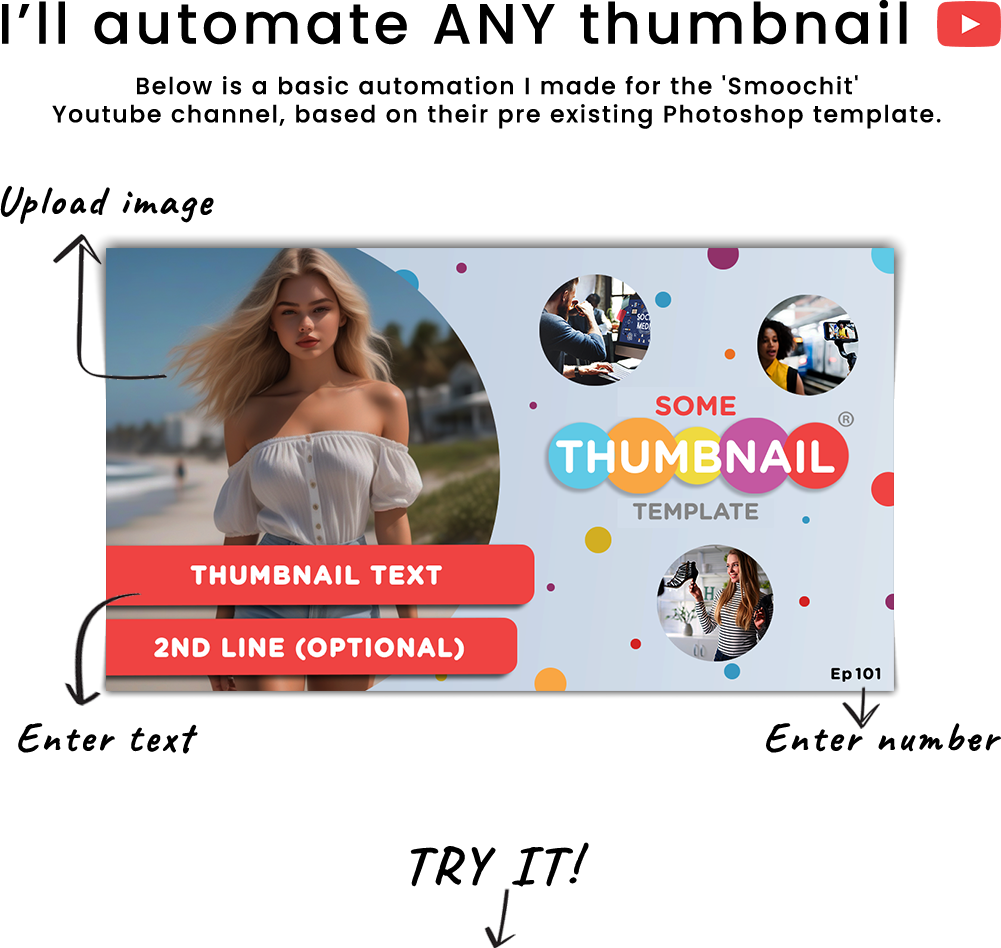 I’ll automate ANY thumbnail
Below is a basic automation I made for the 'Smoochit'
Youtube channel, based on their pre existing Photoshop template.
Upload image
SOCIAL
MEDIA
SOME
®
THUMBNAIL
TEMPLATE
THUMBNAIL TEXT
H
2ND LINE (OPTIONAL)
Ep101
Enter text
Enter number
TRY IT!